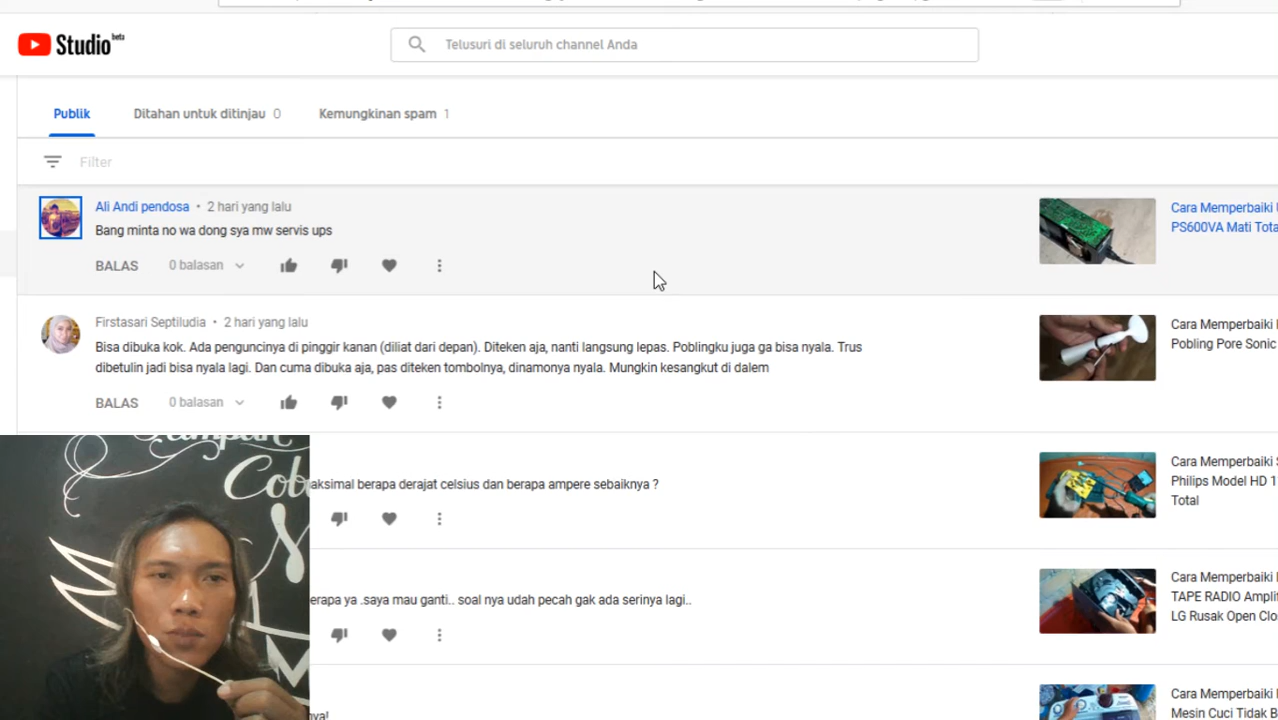 Studio beta
Telusuri di seluruh channel Anda
Publik
Ditahan untuk ditinjau 0
Kemungkinan spam 1
Filter
Ali Andi pendosa • 2 hari yang lalu
Bang minta no wa dong sya mw servis ups
BALAS 0 balasan
Cara Memperbaiki
PS600VA Mati Tota
Firstasari Septiludia • 2 hari yang lalu
Bisa dibuka kok. Ada penguncinya di pinggir kanan (diliat dari depan). Diteken aja, nanti langsung lepas. Poblingku juga ga bisa nyala. Trus
dibetulin jadi bisa nyala lagi. Dan cuma dibuka aja, pas diteken tombolnya, dinamonya nyala. Mungkin kesangkut di dalem
BALAS 0 balasan
Cara Memperbaiki
Pobling Pore Sonic
aksimal berapa derajat celsius dan berapa ampere sebaiknya ?
Cara Memperbaiki S
Philips Model HD 1
Total
erapa ya .saya mau ganti.. soal nya udah pecah gak ada serinya lagi..
Cara Memperbaiki
TAPE RADIO Amplif
LG Rusak Open Clo
nya!
Cara Memperbaiki
Mesin Cuci Tidak B